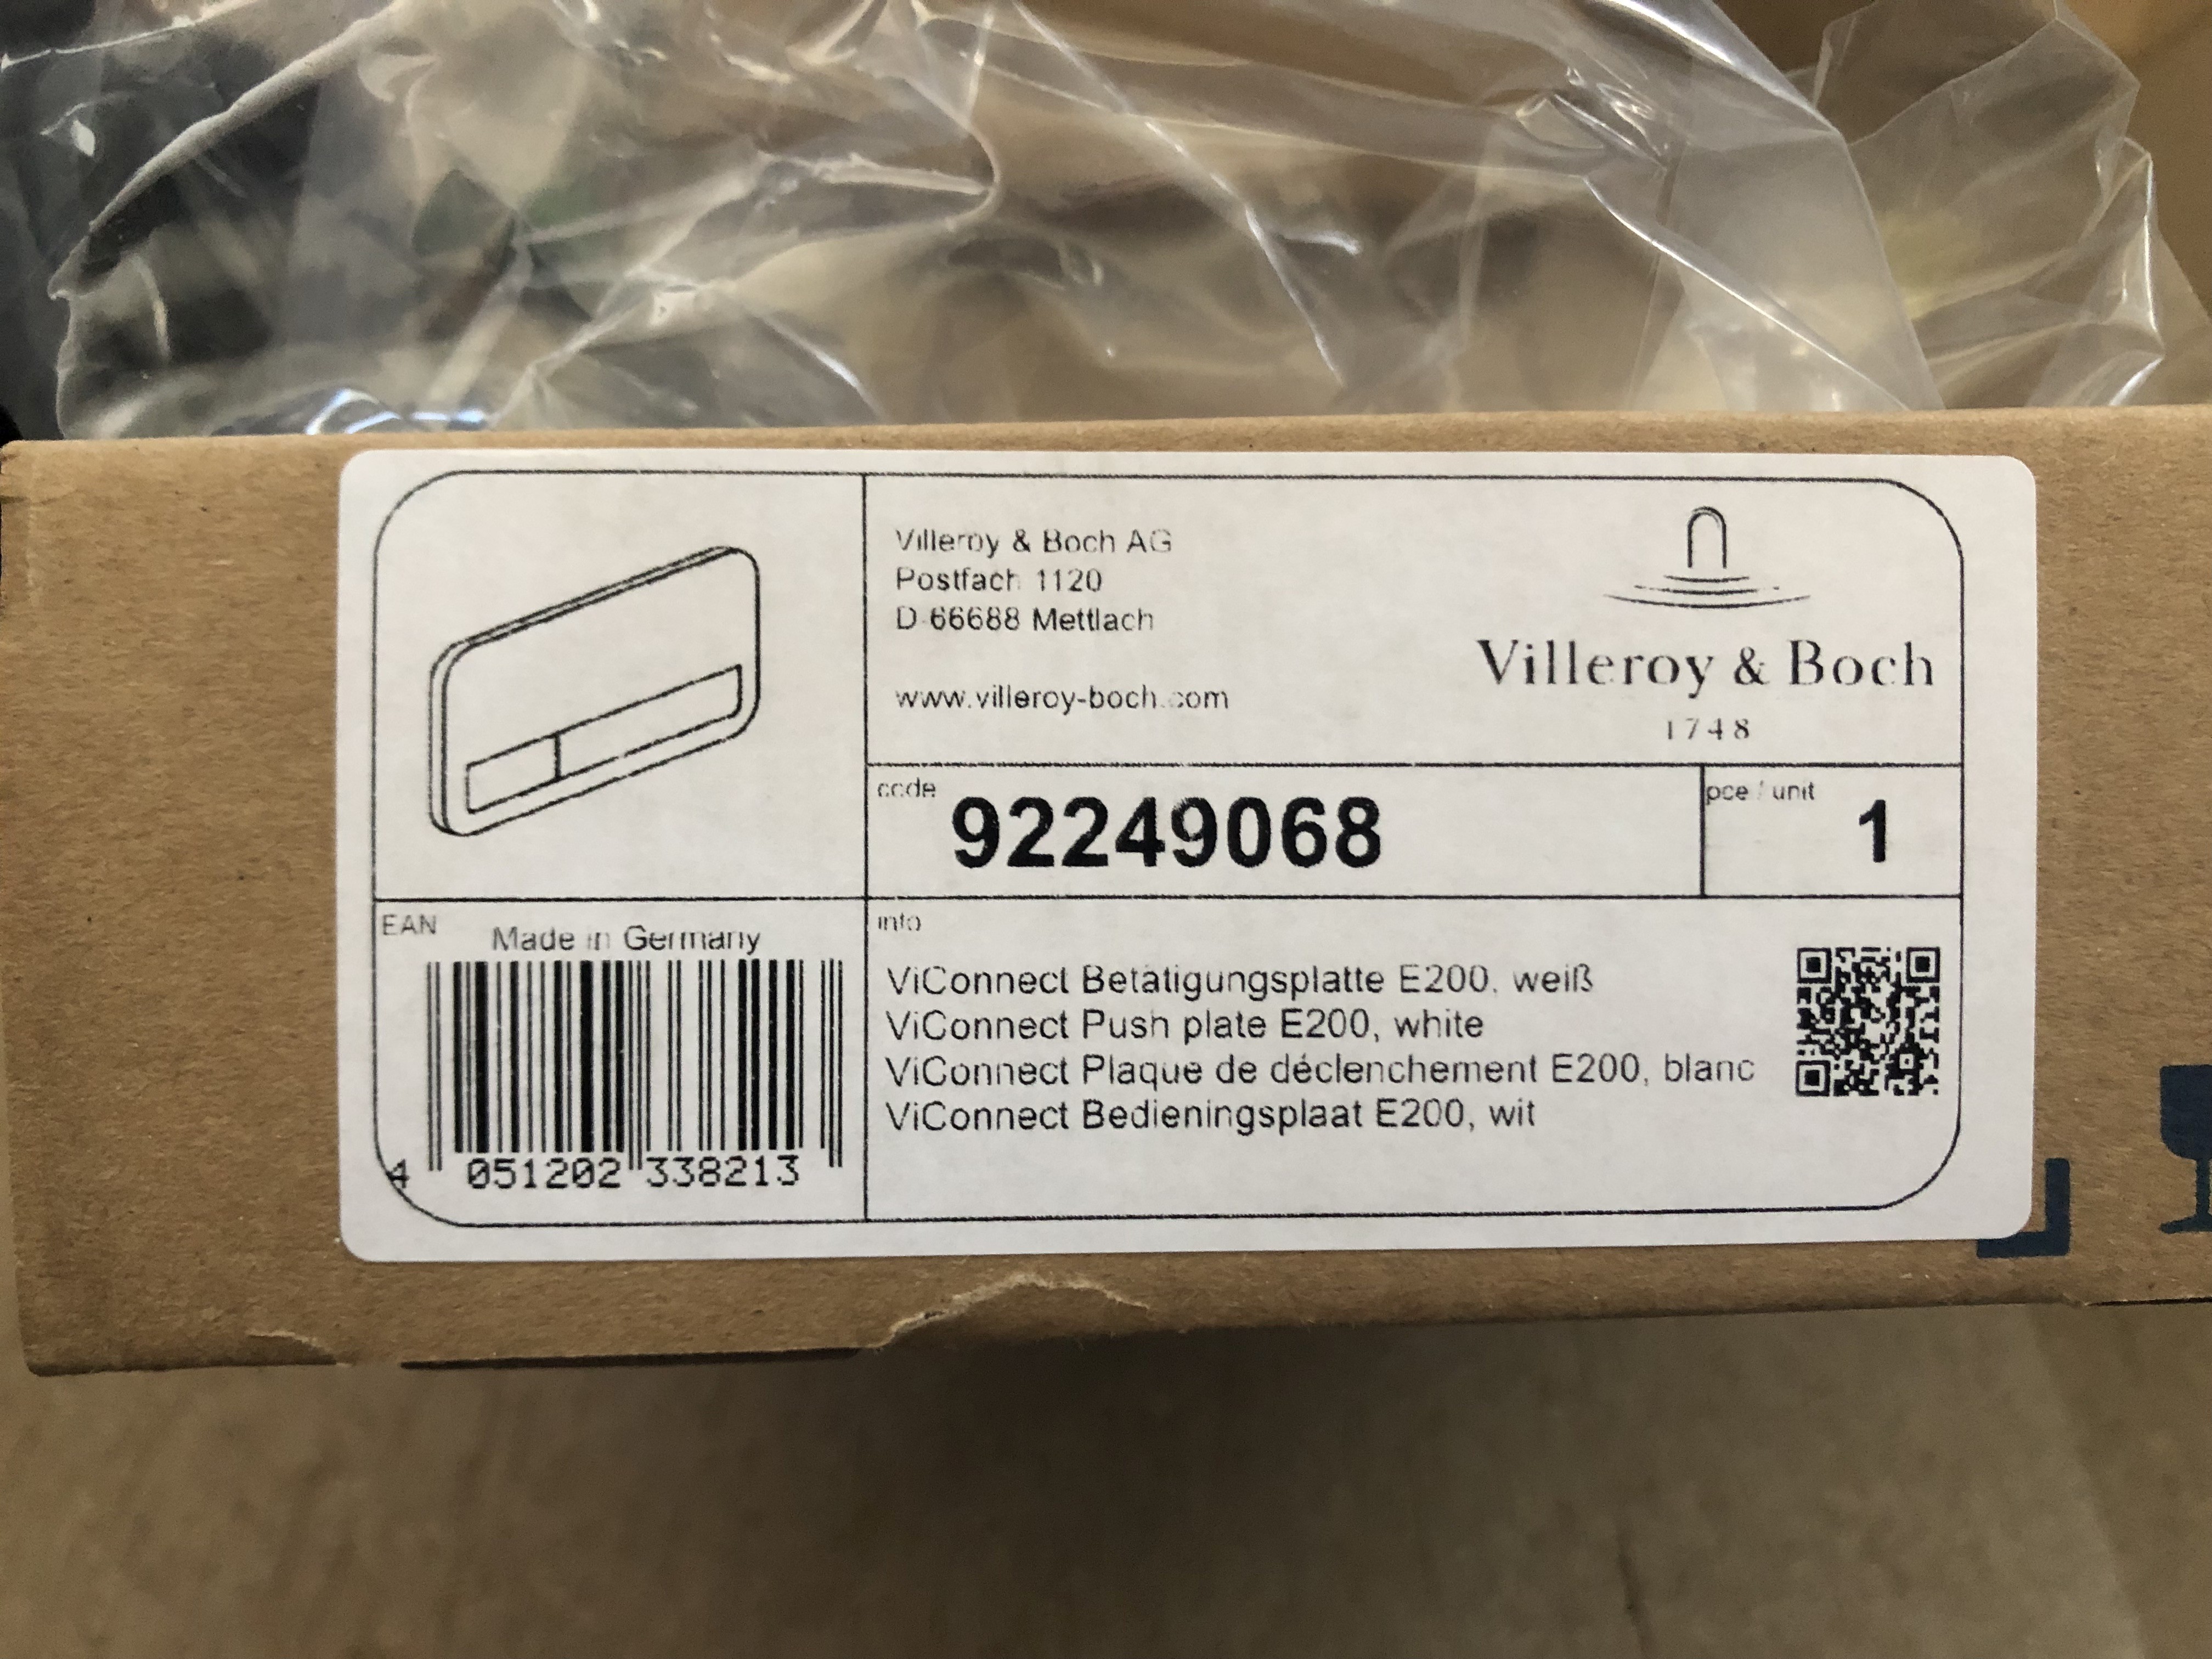 Villeroy & Boch AG
Postfach 1120
D-66688 Mettlach
www.villeroy-boch.com
Villeroy & Boch
1748
code
92249068
pce / unit
1
EAN
Made in Germany
4 051202 338213
info
ViConnect Betätigungsplatte E200, weiß
ViConnect Push plate E200, white
ViConnect Plaque de déclenchement E200, blanc
ViConnect Bedieningsplaat E200, wit